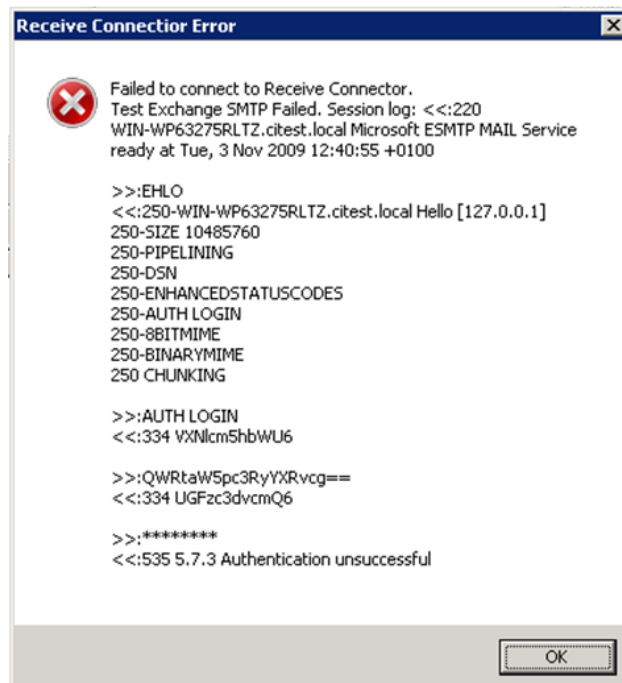 Receive Connectior Error
Failed to connect to Receive Connector.
Test Exchange SMTP Failed. Session log: <<:220
WIN-WP63275RLTZ.citest.local Microsoft ESMTP MAIL Service
ready at Tue, 3 Nov 2009 12:40:55 +0100
>>:EHLO
<<:250-WIN-WP63275RLTZ.citest.local Hello [127.0.0.1]
250-SIZE 10485760
250-PIPELINING
250-DSN
250-ENHANCEDSTATUSCODES
250-AUTH LOGIN
250-8BITMIME
250-BINARYMIME
250 CHUNKING
>>:AUTH LOGIN
<<:334 VXNlcm5hbWU6
>>:QWRtaW5pc3RyYXRvcg==
<<:334 UGFzc3dvcmQ6
>>:********
<<:535 5.7.3 Authentication unsuccessful
OK